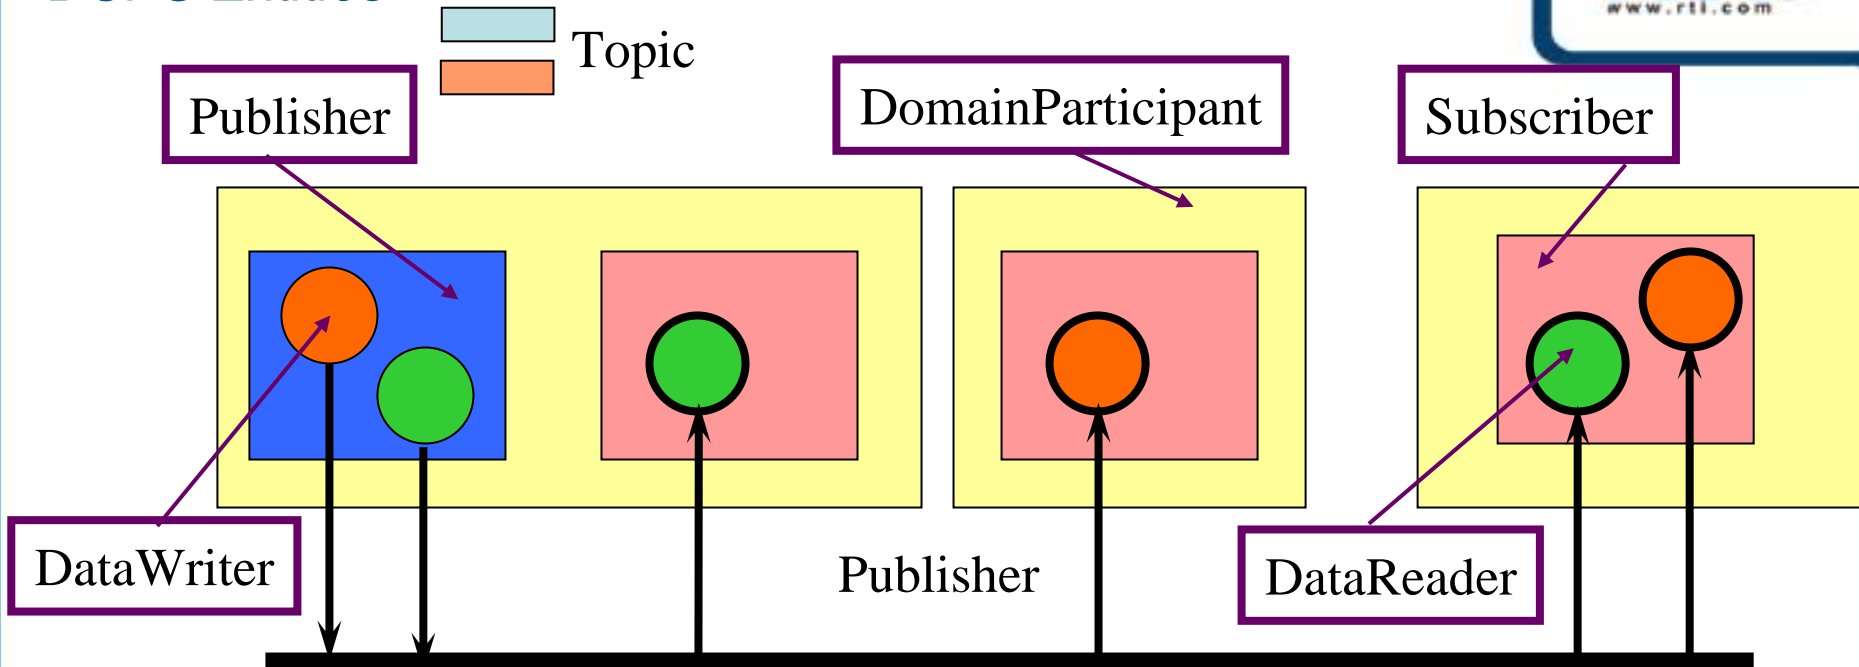 www.rti.com
Topic
Publisher
DomainParticipant
Subscriber
DataWriter
Publisher
DataReader